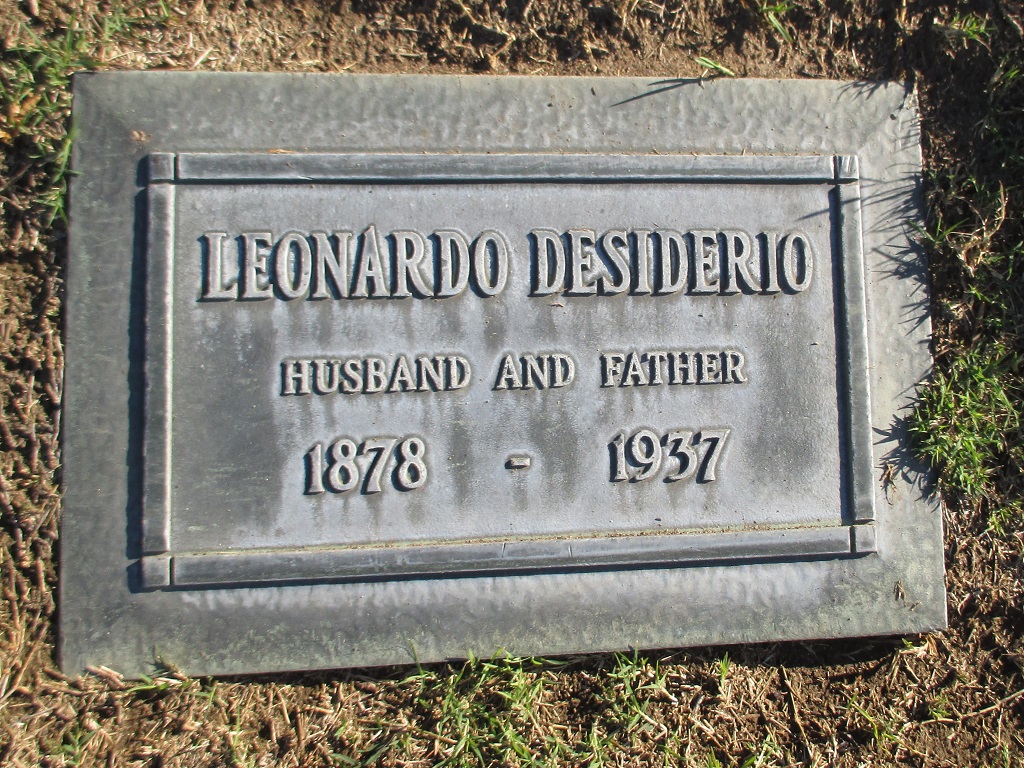 LEONARDO DESIDERIO
HUSBAND AND FATHER
1878 - 1937